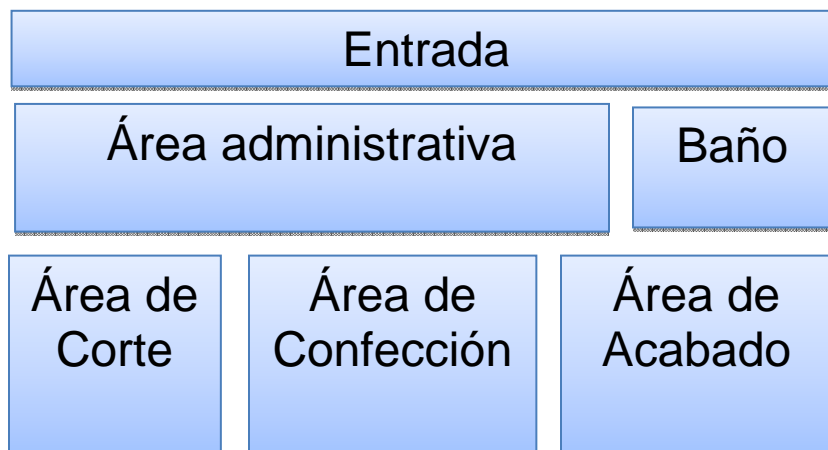 Entrada
Área administrativa
Baño
Área de
Corte
Área de
Confección
Área de
Acabado